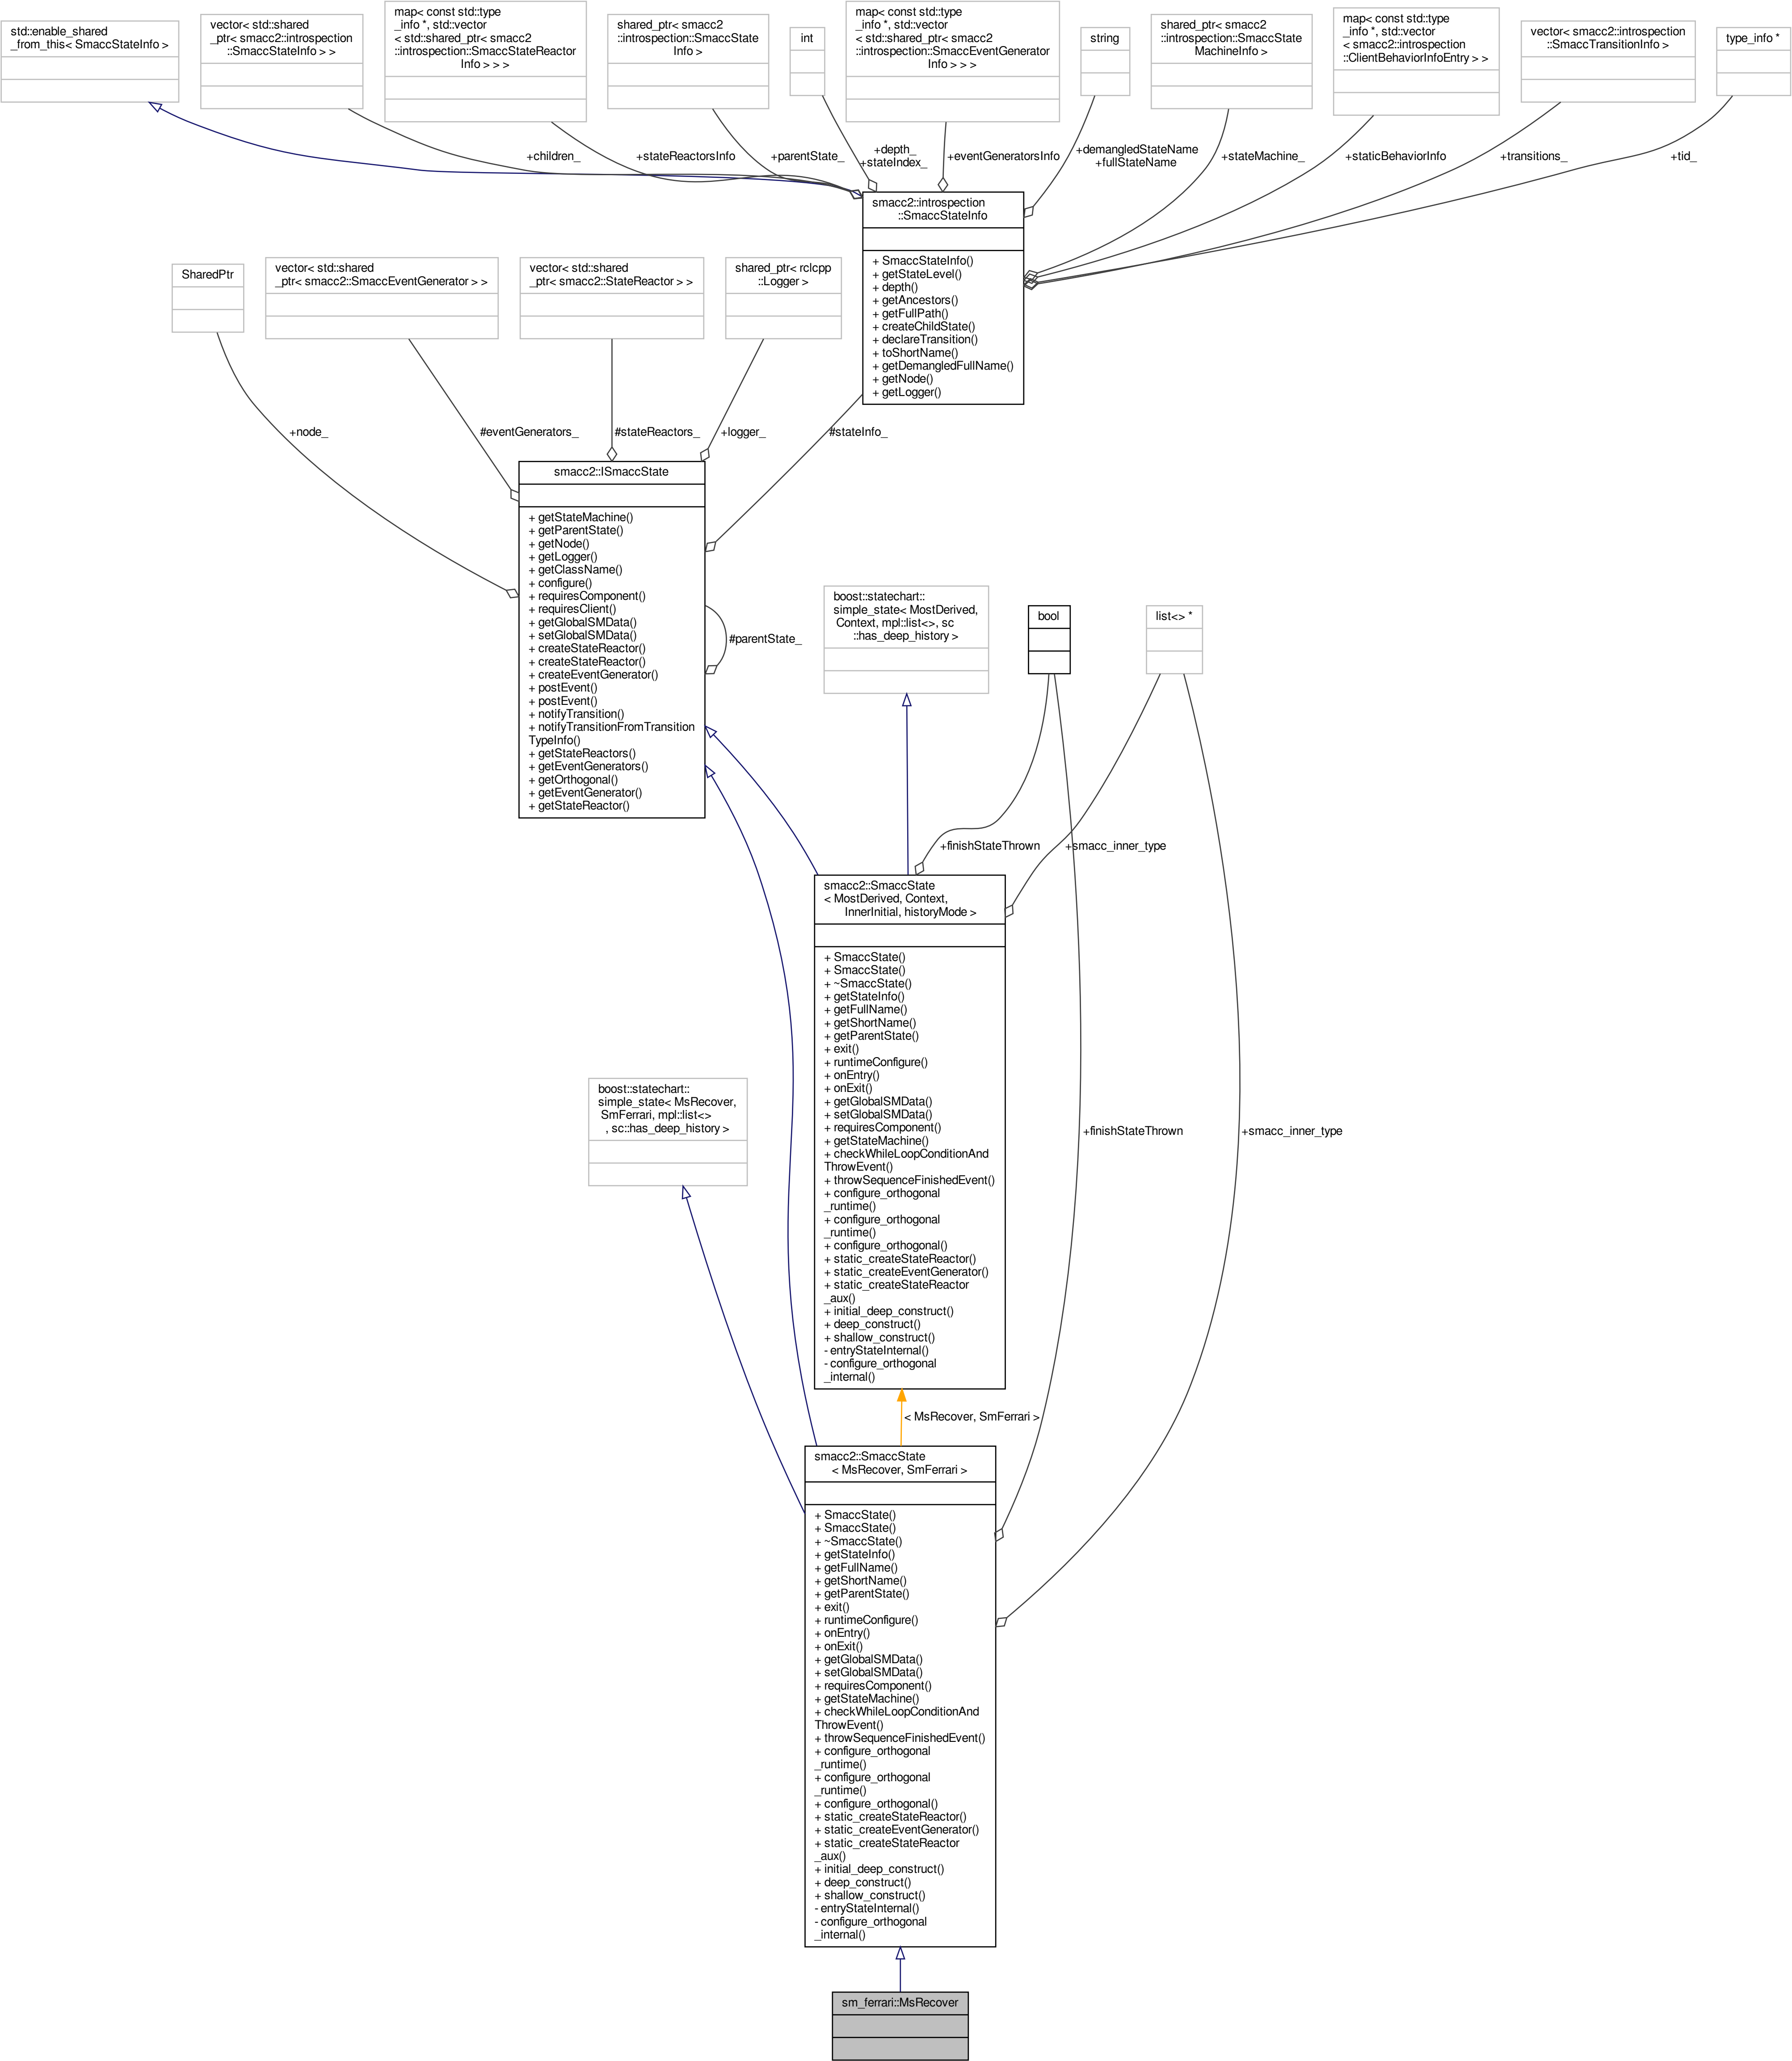 std::enable_shared
_from_this< SmaccStateInfo >
vector< std::shared
_ptr< smacc2::introspection
::SmaccStateInfo > >
map< const std::type
_info *, std::vector
< std::shared_ptr< smacc2
::introspection::SmaccStateReactor
Info > > >
shared_ptr< smacc2
::introspection::SmaccState
Info >
int
map< const std::type
_info *, std::vector
< std::shared_ptr< smacc2
::introspection::SmaccEventGenerator
Info > > >
string
shared_ptr< smacc2
::introspection::SmaccState
MachineInfo >
map< const std::type
_info *, std::vector
< smacc2::introspection
::ClientBehaviorInfoEntry > >
vector< smacc2::introspection
::SmaccTransitionInfo >
type_info *
+children_
+stateReactorsInfo
+parentState_
+depth_
+stateIndex_
+eventGeneratorsInfo
+demangledStateName
+fullStateName
+stateMachine_
+staticBehaviorInfo
+transitions_
+tid_
smacc2::introspection
::SmaccStateInfo
+ SmaccStateInfo()
+ getStateLevel()
+ depth()
+ getAncestors()
+ getFullPath()
+ createChildState()
+ declareTransition()
+ toShortName()
+ getDemangledFullName()
+ getNode()
+ getLogger()
SharedPtr
vector< std::shared
_ptr< smacc2::SmaccEventGenerator > >
vector< std::shared
_ptr< smacc2::StateReactor > >
shared_ptr< rclcpp
::Logger >
+node_
#eventGenerators_
#stateReactors_
+logger_
#stateInfo_
smacc2::ISmaccState
+ getStateMachine()
+ getParentState()
+ getNode()
+ getLogger()
+ getClassName()
+ configure()
+ requiresComponent()
+ requiresClient()
+ getGlobalSMData()
+ setGlobalSMData()
+ createStateReactor()
+ createStateReactor()
+ createEventGenerator()
+ postEvent()
+ postEvent()
+ notifyTransition()
+ notifyTransitionFromTransition
TypeInfo()
+ getStateReactors()
+ getEventGenerators()
+ getOrthogonal()
+ getEventGenerator()
+ getStateReactor()
#parentState_
boost::statechart::
simple_state< MostDerived,
Context, mpl::list<>, sc
::has_deep_history >
bool
list<> *
+finishStateThrown
+smacc_inner_type
smacc2::SmaccState
< MostDerived, Context,
InnerInitial, historyMode >
+ SmaccState()
+ SmaccState()
+ ~SmaccState()
+ getStateInfo()
+ getFullName()
+ getShortName()
+ getParentState()
+ exit()
+ runtimeConfigure()
+ onEntry()
+ onExit()
+ getGlobalSMData()
+ setGlobalSMData()
+ requiresComponent()
+ getStateMachine()
+ checkWhileLoopConditionAnd
ThrowEvent()
+ throwSequenceFinishedEvent()
+ configure_orthogonal
_runtime()
+ configure_orthogonal
_runtime()
+ configure_orthogonal()
+ static_createStateReactor()
+ static_createEventGenerator()
+ static_createStateReactor
_aux()
+ initial_deep_construct()
+ deep_construct()
+ shallow_construct()
- entryStateInternal()
- configure_orthogonal
_internal()
boost::statechart::
simple_state< MsRecover,
SmFerrari, mpl::list<>
, sc::has_deep_history >
+finishStateThrown
+smacc_inner_type
< MsRecover, SmFerrari >
smacc2::SmaccState
< MsRecover, SmFerrari >
+ SmaccState()
+ SmaccState()
+ ~SmaccState()
+ getStateInfo()
+ getFullName()
+ getShortName()
+ getParentState()
+ exit()
+ runtimeConfigure()
+ onEntry()
+ onExit()
+ getGlobalSMData()
+ setGlobalSMData()
+ requiresComponent()
+ getStateMachine()
+ checkWhileLoopConditionAnd
ThrowEvent()
+ throwSequenceFinishedEvent()
+ configure_orthogonal
_runtime()
+ configure_orthogonal
_runtime()
+ configure_orthogonal()
+ static_createStateReactor()
+ static_createEventGenerator()
+ static_createStateReactor
_aux()
+ initial_deep_construct()
+ deep_construct()
+ shallow_construct()
- entryStateInternal()
- configure_orthogonal
_internal()
sm_ferrari::MsRecover